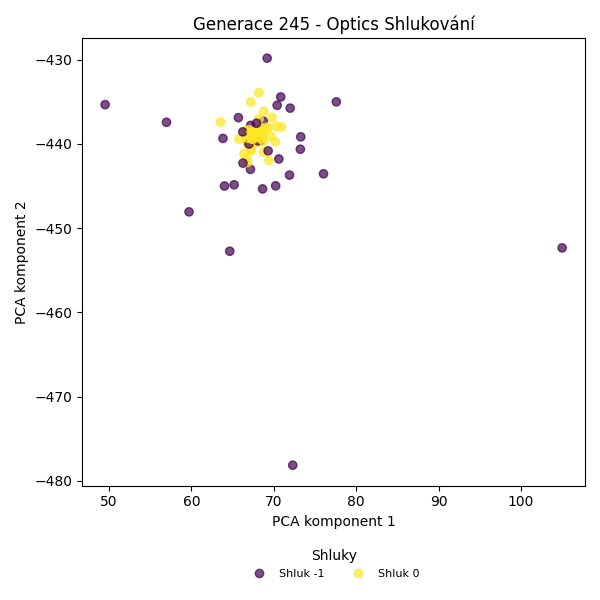 Generace 245 - Optics Shlukování
−430
−440
−450
−460
−470
−480
PCA komponent 2
50
60
70
80
90
100
PCA komponent 1
Shluky
Shluk -1
Shluk 0